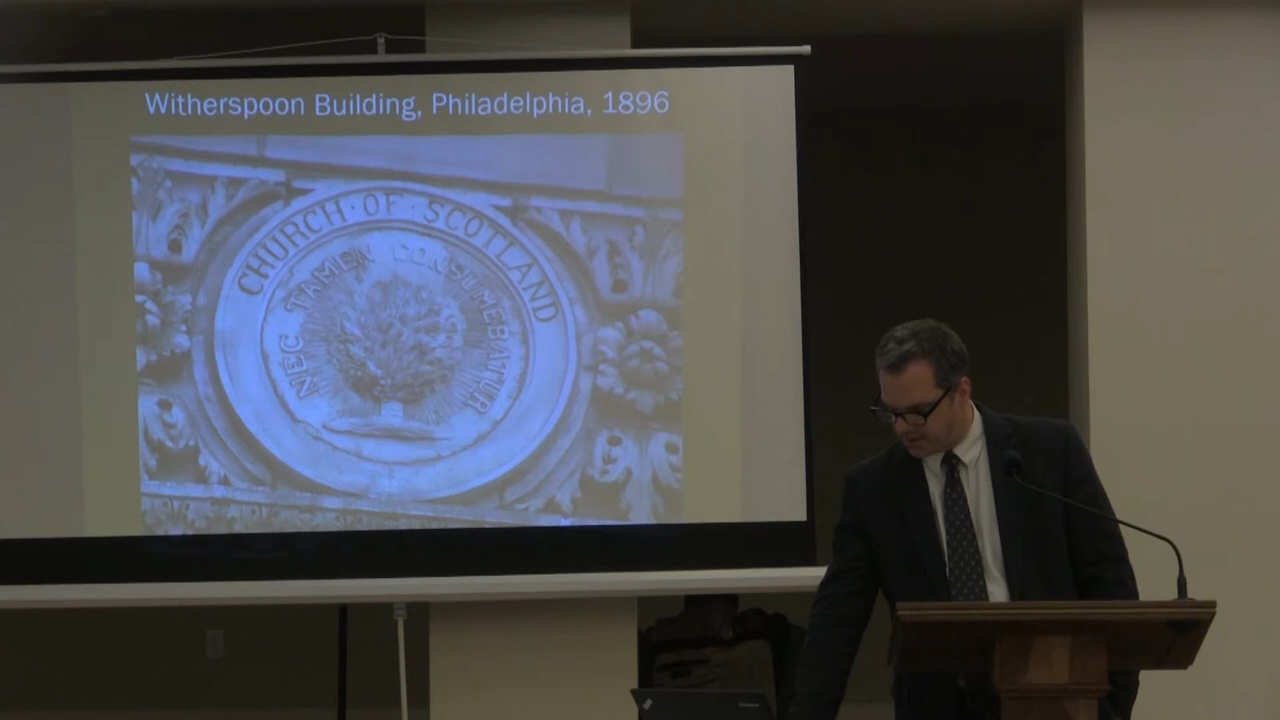 Witherspoon Building, Philadelphia, 1896
CHURCH · OF · SCOTLAND
NEC TAMEN CONSUMEBATUR